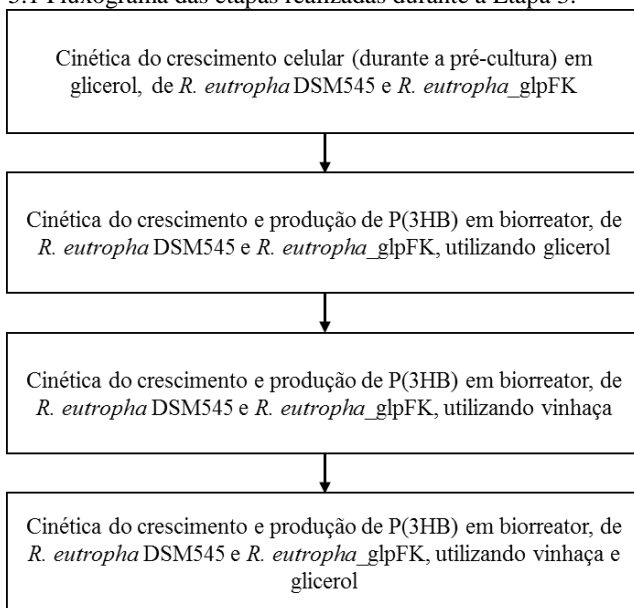 3.1 Fluxograma das etapas realizadas durante a Etapa 3.
Cinética do crescimento celular (durante a pré-cultura) em
glicerol, de R. eutropha DSM545 e R. eutropha_glpFK
Cinética do crescimento e produção de P(3HB) em biorreator, de
R. eutropha DSM545 e R. eutropha_glpFK, utilizando glicerol
Cinética do crescimento e produção de P(3HB) em biorreator, de
R. eutropha DSM545 e R. eutropha_glpFK, utilizando vinhaça
Cinética do crescimento e produção de P(3HB) em biorreator, de
R. eutropha DSM545 e R. eutropha_glpFK, utilizando vinhaça e
glicerol